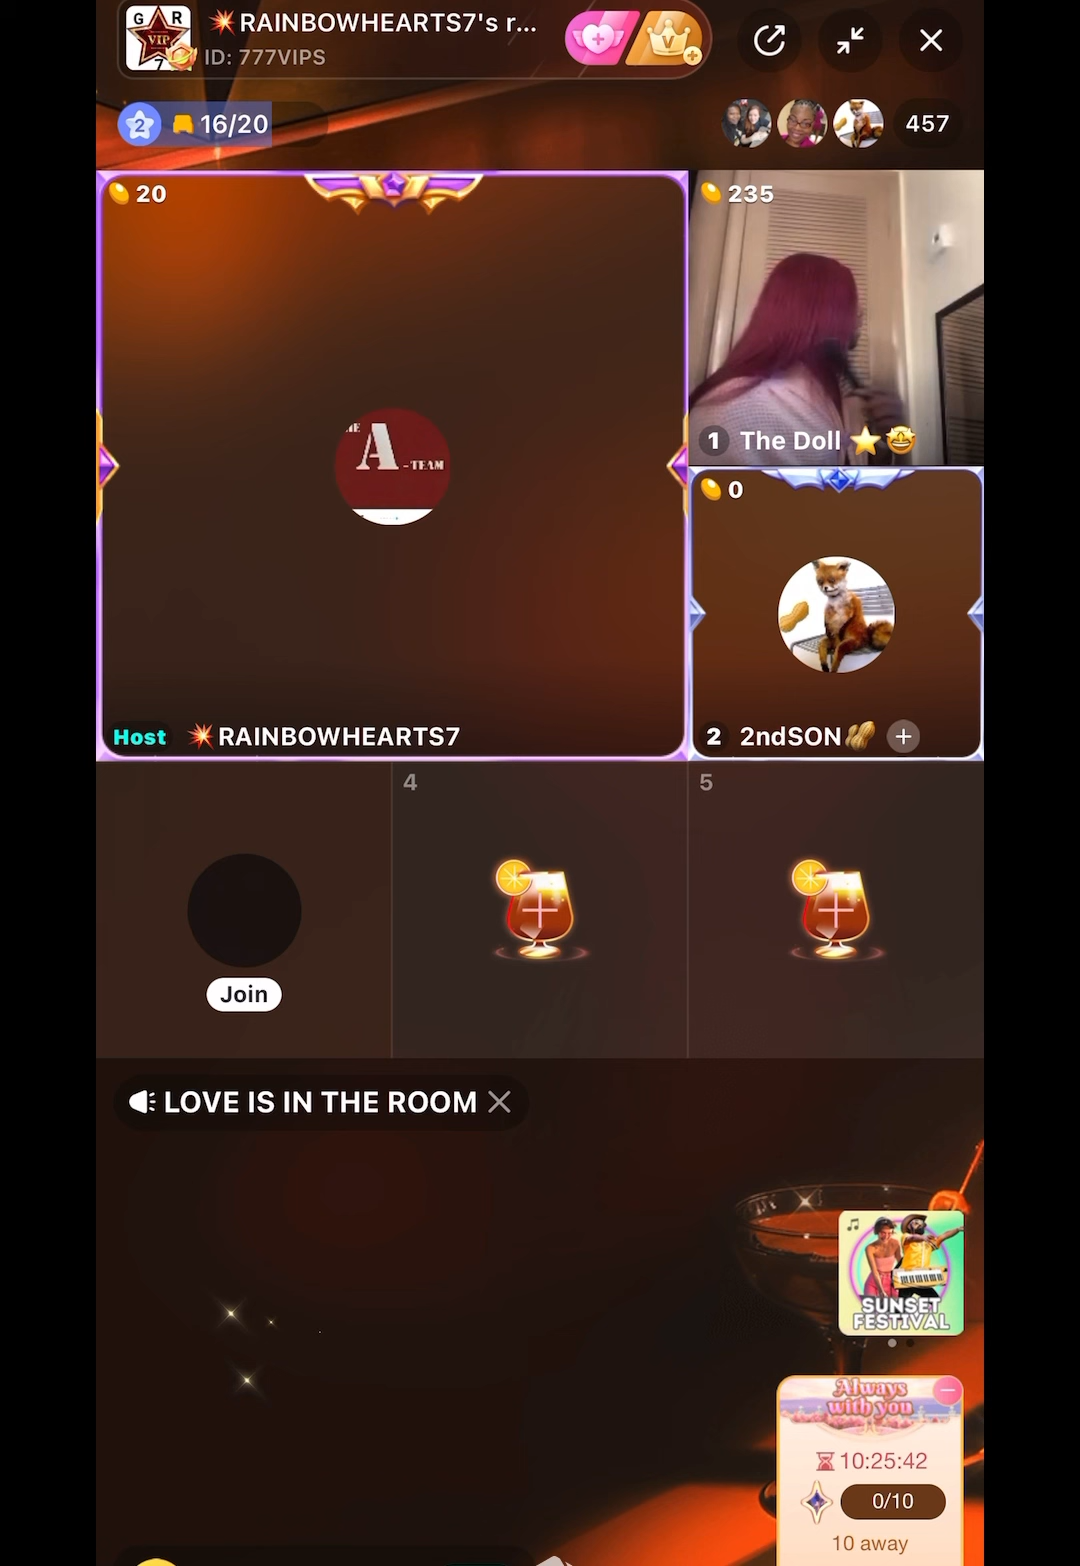 G R
VIP
7
💥RAINBOWHEARTS7's r...
ID: 777VIPS
V
2 16/20
457
20
235
A - TEAM
1 The Doll ⭐🤩
0
Host 💥RAINBOWHEARTS7
2 2ndSON🥜 +
4
5
Join
LOVE IS IN THE ROOM
SUNSET
FESTIVAL
Always
with you
10:25:42
0/10
10 away